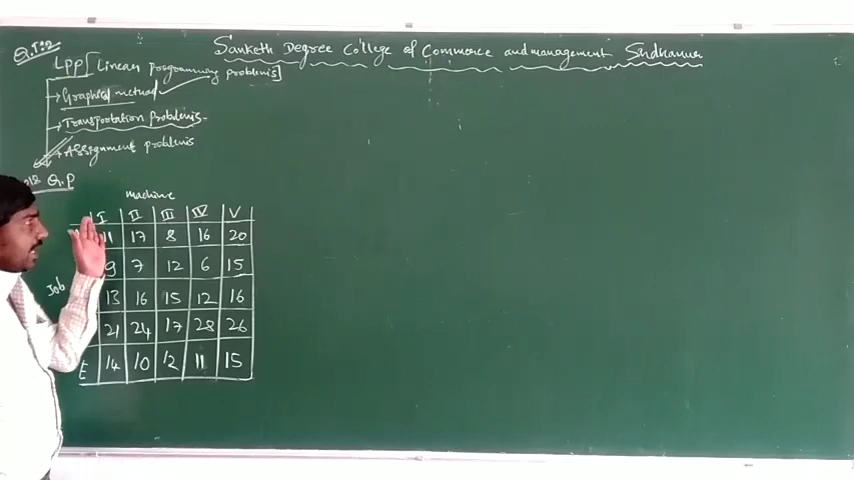 Q.T:2
Sanketh Degree College of Commerce and management Sindhanur
LPP [Linear programming problems]
Graphical method
Transportation Problems.
Assignment problems
Q.P
machine
I II III IV V
11 17 8 16 20
9 7 12 6 15
Job 13 16 15 12 16
21 24 17 28 26
E 14 10 12 11 15